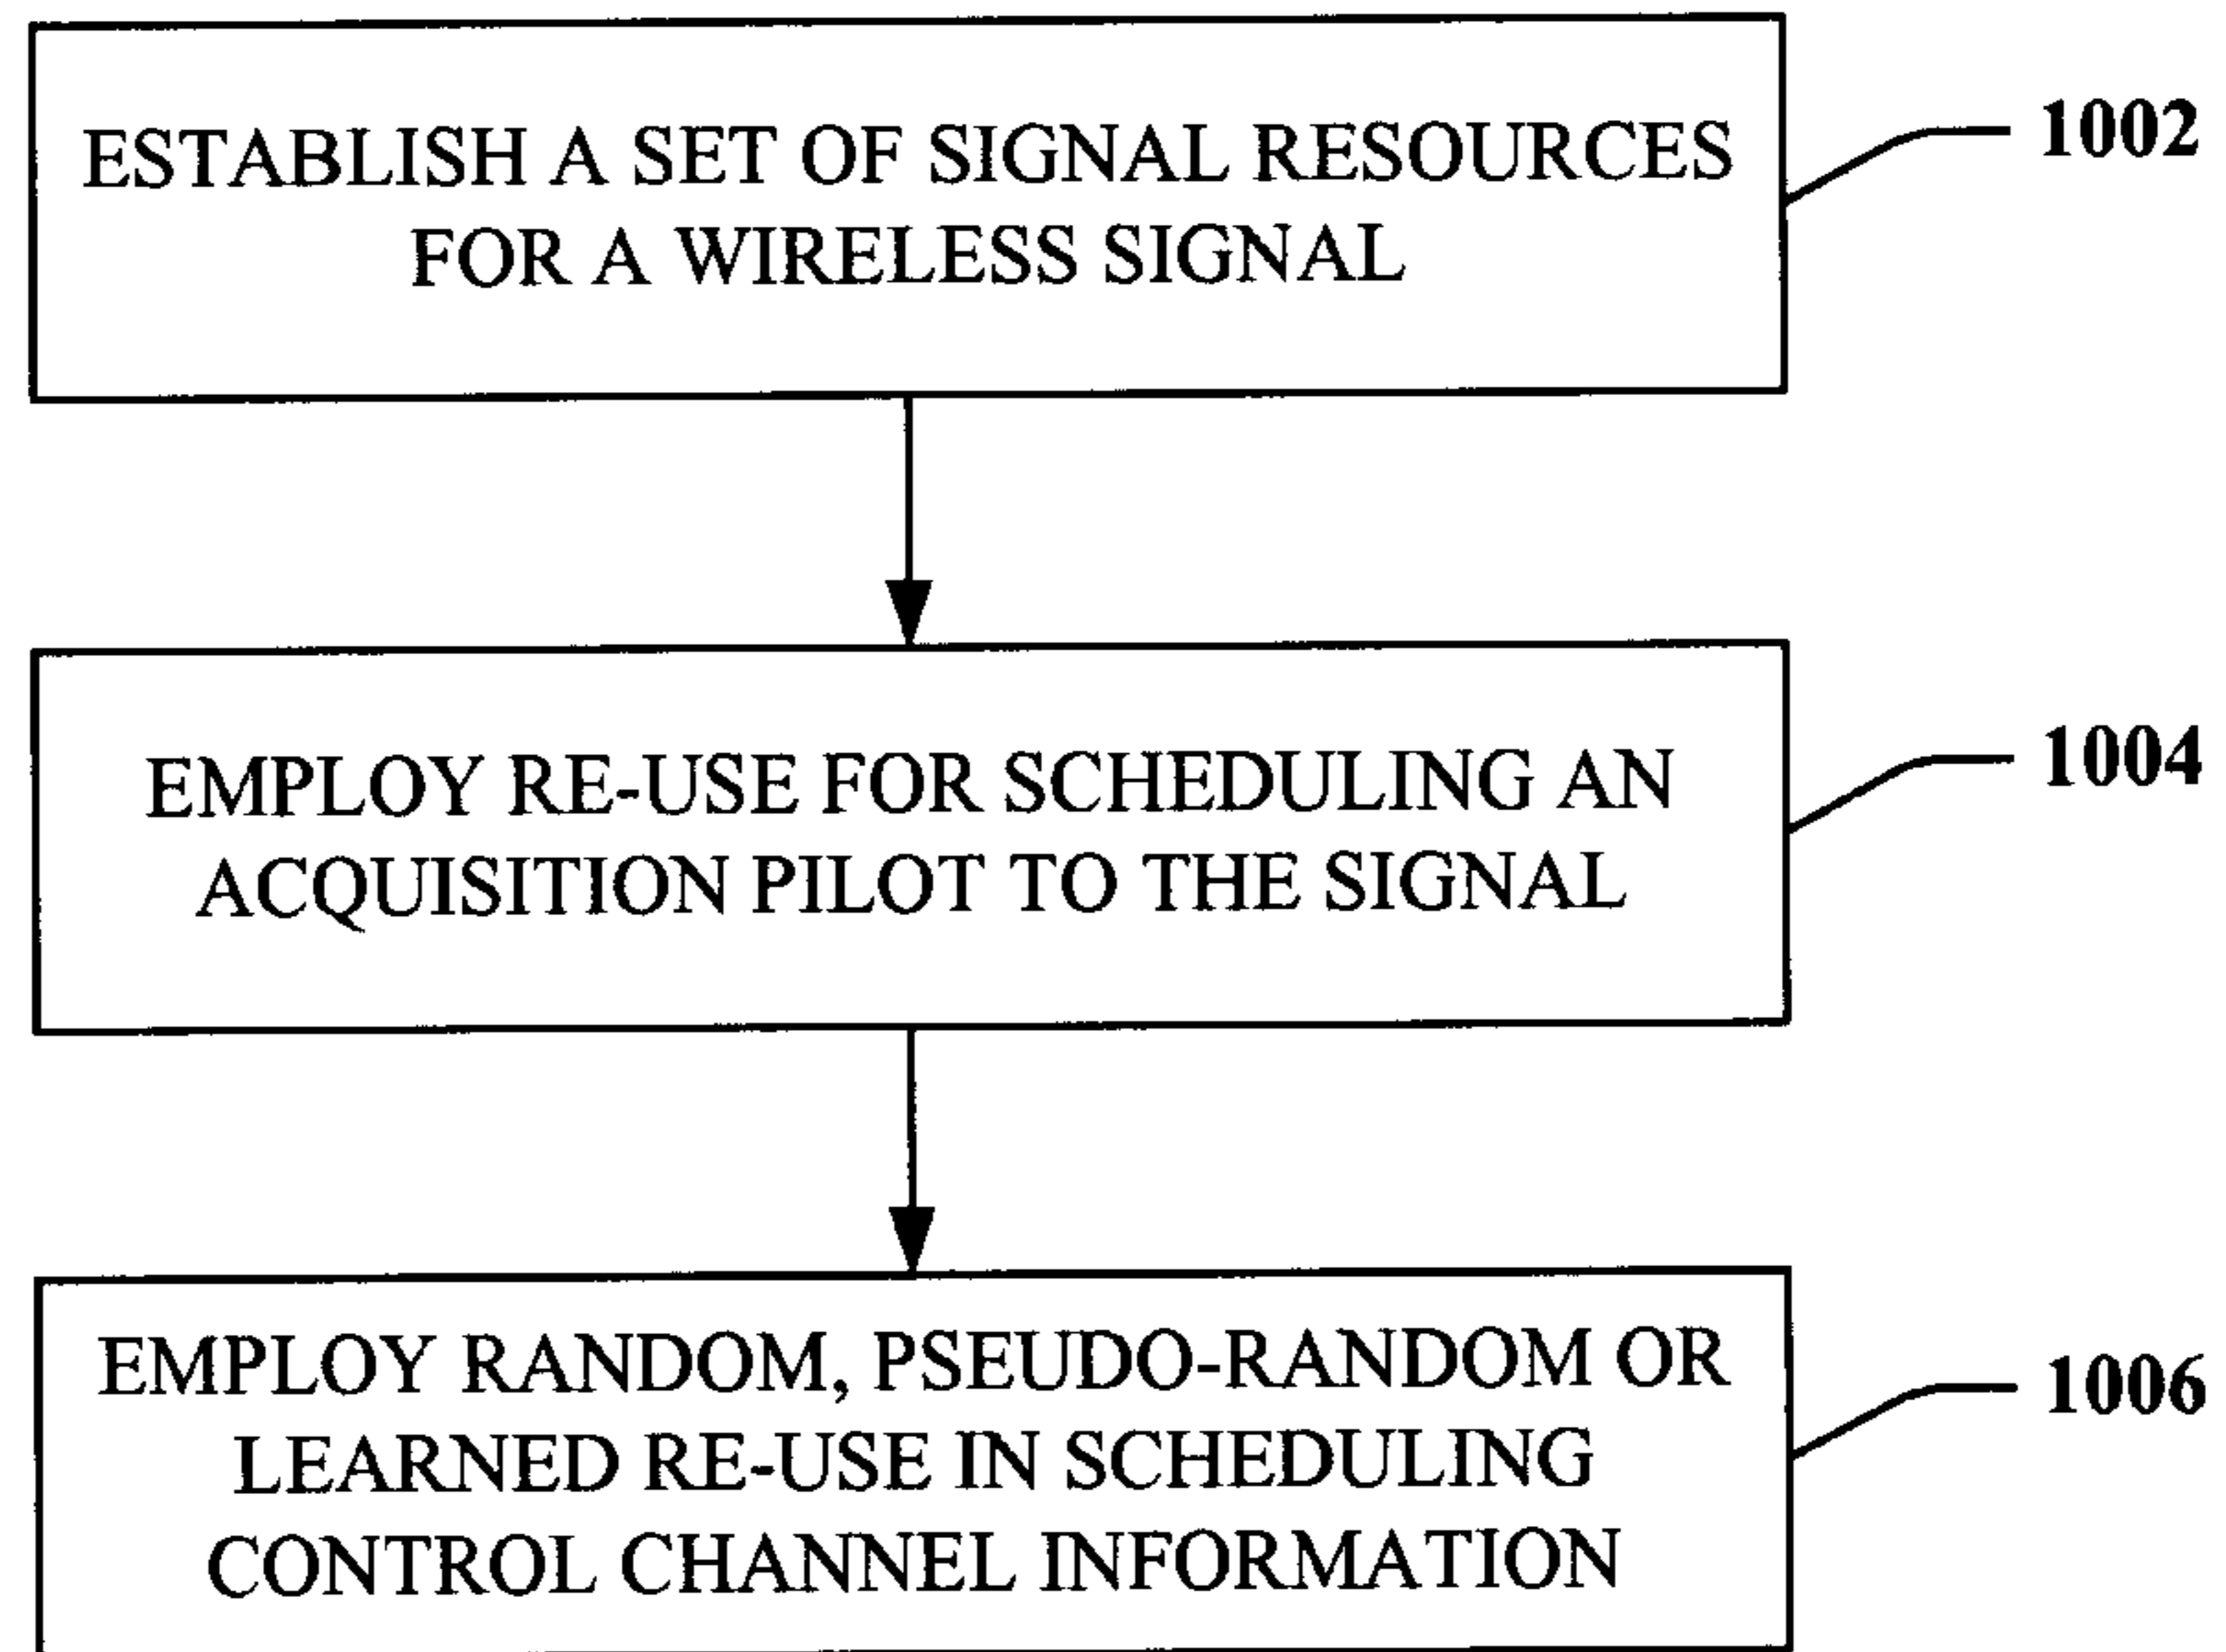 ESTABLISH A SET OF SIGNAL RESOURCES
FOR A WIRELESS SIGNAL
1002
EMPLOY RE-USE FOR SCHEDULING AN
ACQUISITION PILOT TO THE SIGNAL
1004
EMPLOY RANDOM, PSEUDO-RANDOM OR
LEARNED RE-USE IN SCHEDULING
CONTROL CHANNEL INFORMATION
1006